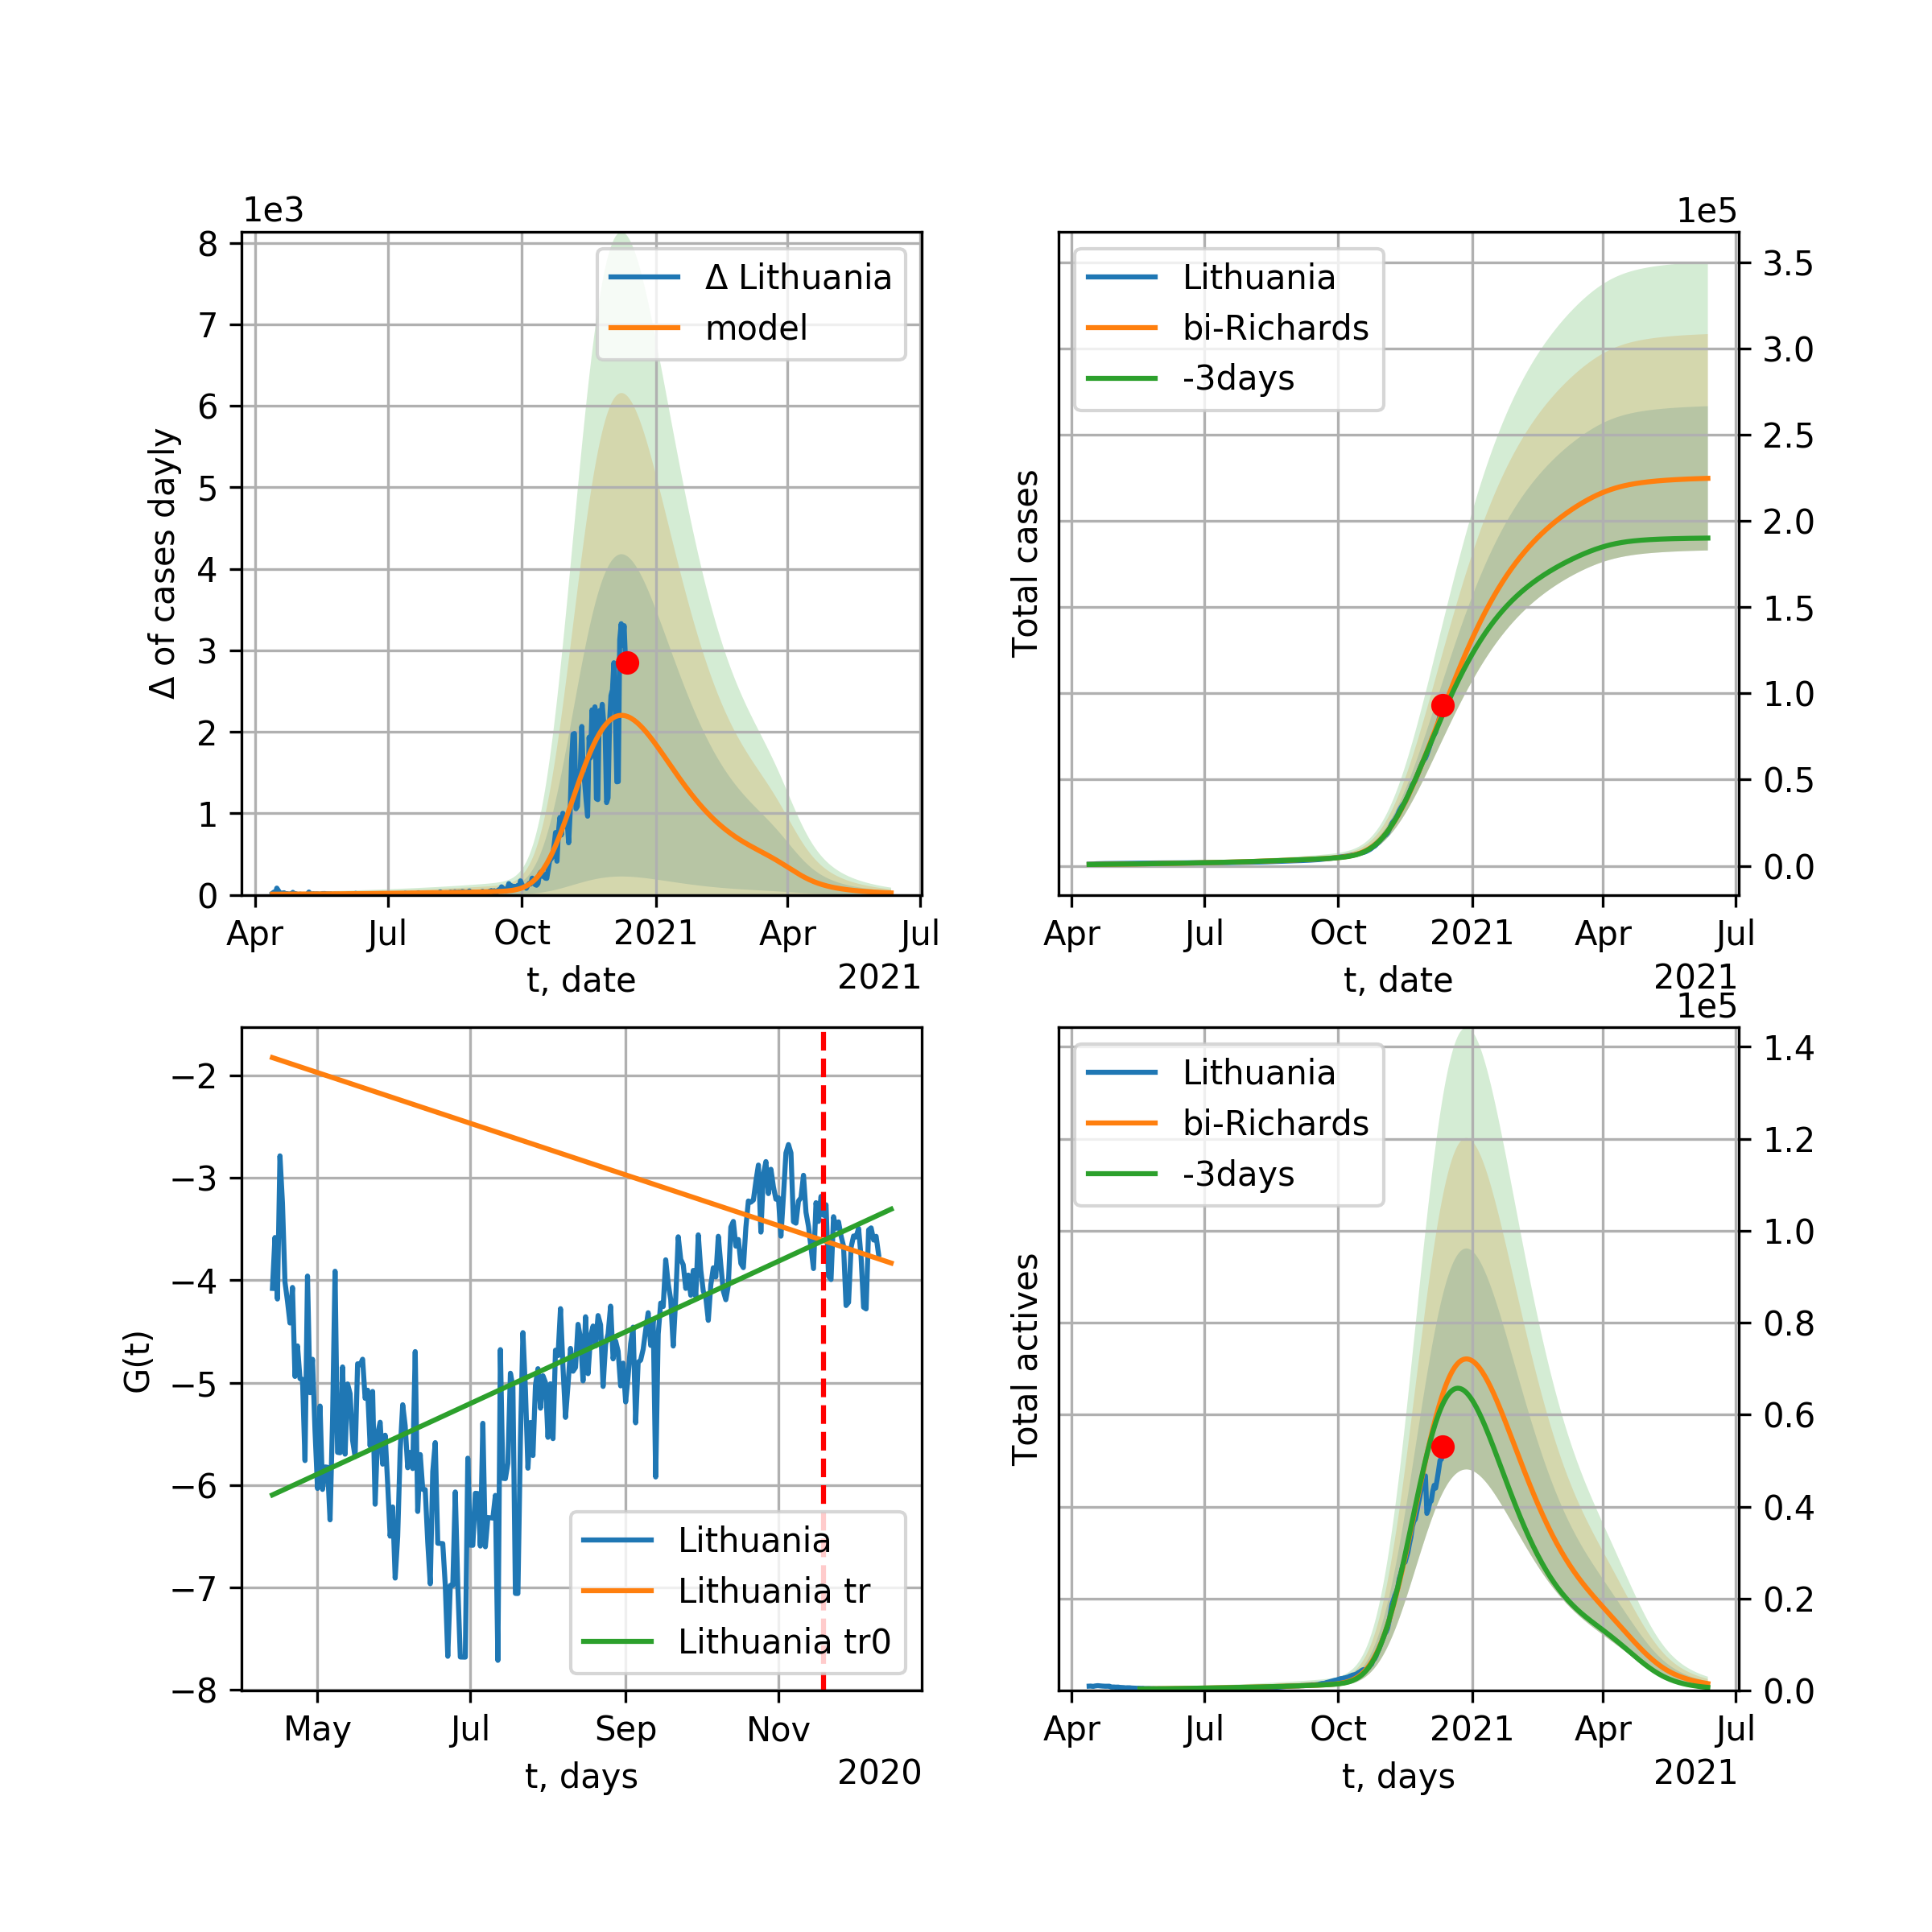 1e3
8
7
6
5
4
3
2
1
0
Δ of cases dayly
Δ Lithuania
model
Apr Jul Oct 2021 Apr Jul
t, date
2021
1e5
Lithuania
bi-Richards
-3days
3.5
3.0
2.5
2.0
1.5
1.0
0.5
0.0
Total cases
Apr Jul Oct 2021 Apr Jul
t, date
2021
−2
−3
−4
−5
−6
−7
−8
G(t)
Lithuania
Lithuania tr
Lithuania tr0
May Jul Sep Nov
t, days
2020
1e5
Lithuania
bi-Richards
-3days
1.4
1.2
1.0
0.8
0.6
0.4
0.2
0.0
Total actives
Apr Jul Oct 2021 Apr Jul
t, days
2021